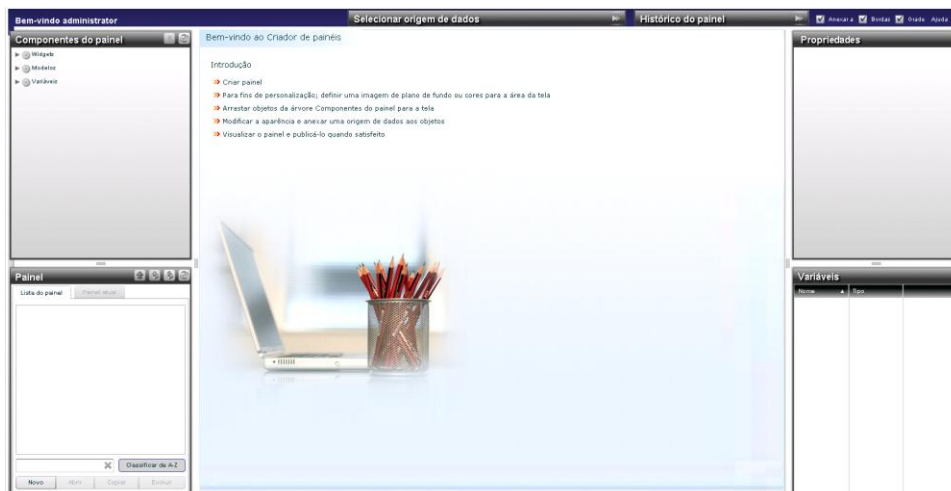 Bem-vindo administrator
Selecionar origem de dados
Histórico do painel
Anexar a
Bordas
Grade
Ajuda
Componentes do painel
Widgets
Modelos
Variáveis
Bem-vindo ao Criador de painéis
Introdução
Criar painel
Para fins de personalização; definir uma imagem de plano de fundo ou cores para a área da tela
Arrastar objetos da árvore Componentes do painel para a tela
Modificar a aparência e anexar uma origem de dados aos objetos
Visualizar o painel e publicá-lo quando satisfeito
Propriedades
Painel
Lista do painel
Painel atual
Classificar de A-Z
Novo
Abrir
Copiar
Excluir
Variáveis
Nome
Tipo